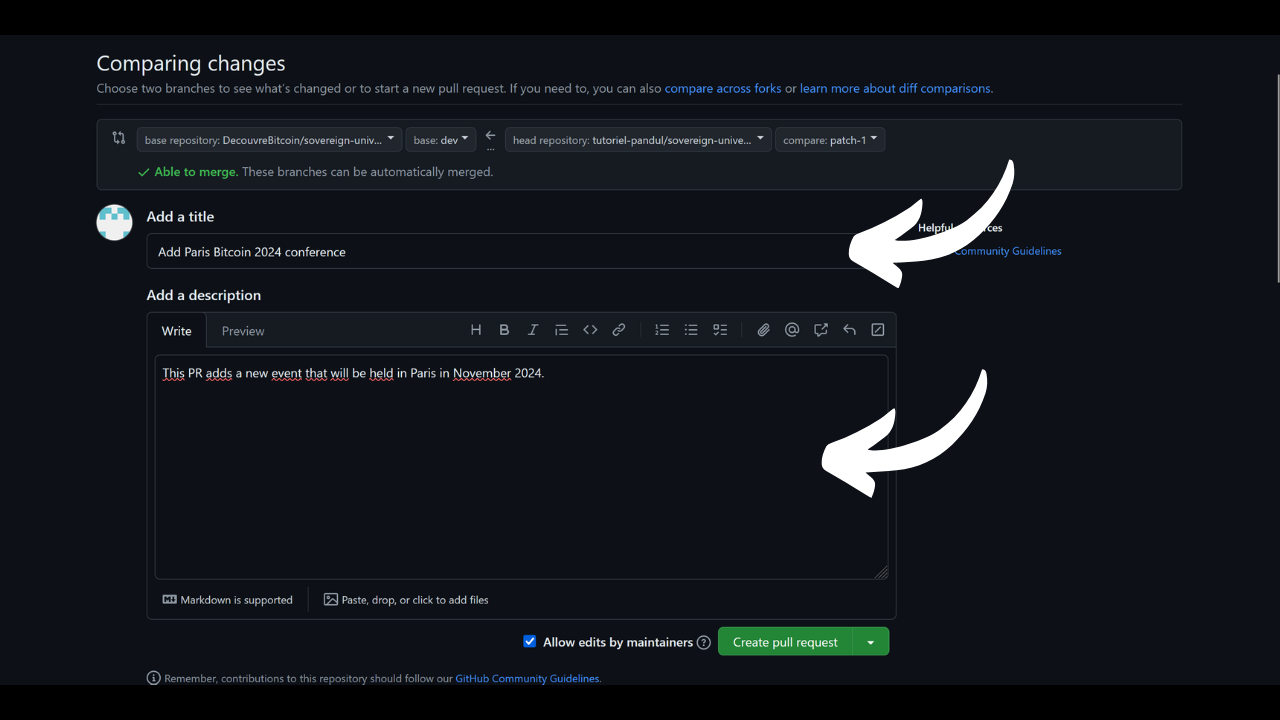 Comparing changes
Choose two branches to see what's changed or to start a new pull request. If you need to, you can also compare across forks or learn more about diff comparisons.
base repository: DecouvreBitcoin/sovereign-univ... base: dev ... head repository: tutoriel-pandul/sovereign-unive... compare: patch-1
Able to merge. These branches can be automatically merged.
Add a title
Helpful
Add Paris Bitcoin 2024 conference
Community Guidelines
Add a description
Write Preview
This PR adds a new event that will be held in Paris in November 2024.
Markdown is supported Paste, drop, or click to add files
Allow edits by maintainers Create pull request
Remember, contributions to this repository should follow our GitHub Community Guidelines.